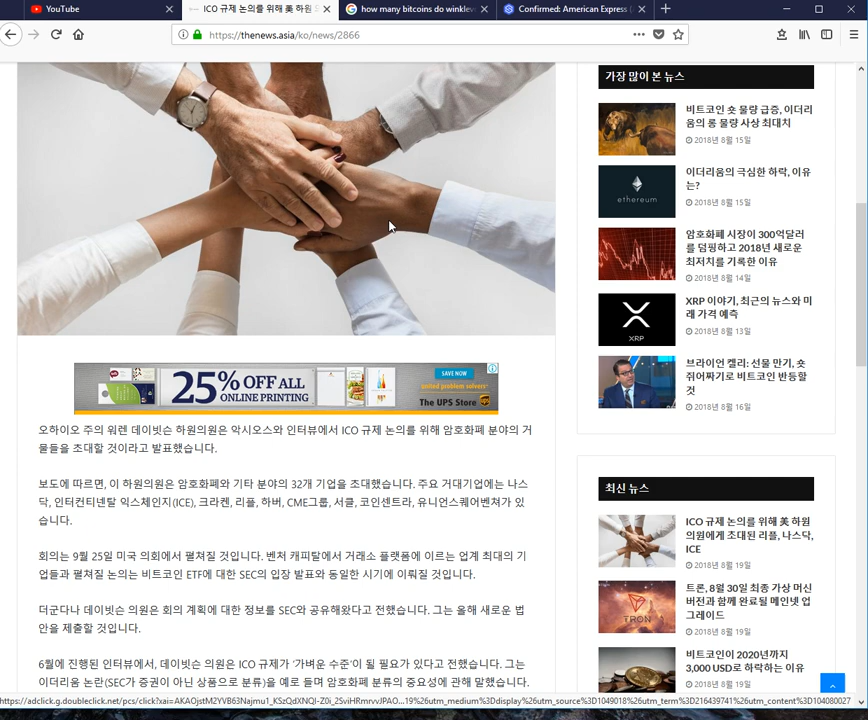 YouTube
ICO 규제 논의를 위해 美 하원
how many bitcoins do winklev
Confirmed: American Express (
https://thenews.asia/ko/news/2866
가장 많이 본 뉴스
비트코인 숏 물량 급증, 이더리
움의 롱 물량 사상 최대치
2018년 8월 15일
ethereum
이더리움의 극심한 하락, 이유
는?
2018년 8월 15일
암호화폐 시장이 300억달러
를 덤핑하고 2018년 새로운
최저치를 기록한 이유
2018년 8월 14일
XRP
XRP 이야기, 최근의 뉴스와 미
래 가격 예측
2018년 8월 13일
브라이언 켈리: 선물 만기, 숏
쥐어짜기로 비트코인 반등할
것
2018년 8월 16일
25% OFF ALL
ONLINE PRINTING
SAVE NOW
united problem solvers
The UPS Store
ups
오하이오 주의 워렌 데이빗슨 하원의원은 악시오스와 인터뷰에서 ICO 규제 논의를 위해 암호화폐 분야의 거
물들을 초대할 것이라고 발표했습니다.
보도에 따르면, 이 하원의원은 암호화폐와 기타 분야의 32개 기업을 초대했습니다. 주요 거대기업에는 나스
닥, 인터컨티넨탈 익스체인지(ICE), 크라켄, 리플, 하버, CME그룹, 서클, 코인센트라, 유니언스퀘어벤쳐가 있
습니다.
회의는 9월 25일 미국 의회에서 펼쳐질 것입니다. 벤처 캐피탈에서 거래소 플랫폼에 이르는 업계 최대의 기
업들과 펼쳐질 논의는 비트코인 ETF에 대한 SEC의 입장 발표와 동일한 시기에 이뤄질 것입니다.
더군다나 데이빗슨 의원은 회의 계획에 대한 정보를 SEC와 공유해왔다고 전했습니다. 그는 올해 새로운 법
안을 제출할 것입니다.
6월에 진행된 인터뷰에서, 데이빗슨 의원은 ICO 규제가 '가벼운 수준'이 될 필요가 있다고 전했습니다. 그는
이더리움 논란(SEC가 증권이 아닌 상품으로 분류)을 예로 들며 암호화폐 분류의 중요성에 관해 말했습니다.
최신 뉴스
ICO 규제 논의를 위해 美 하원
의원에게 초대된 리플, 나스닥,
ICE
2018년 8월 19일
TRON
트론, 8월 30일 최종 가상 머신
버전과 함께 완료될 메인넷 업
그레이드
2018년 8월 19일
비트코인이 2020년까지
3,000 USD로 하락하는 이유
2018년 8월 19일